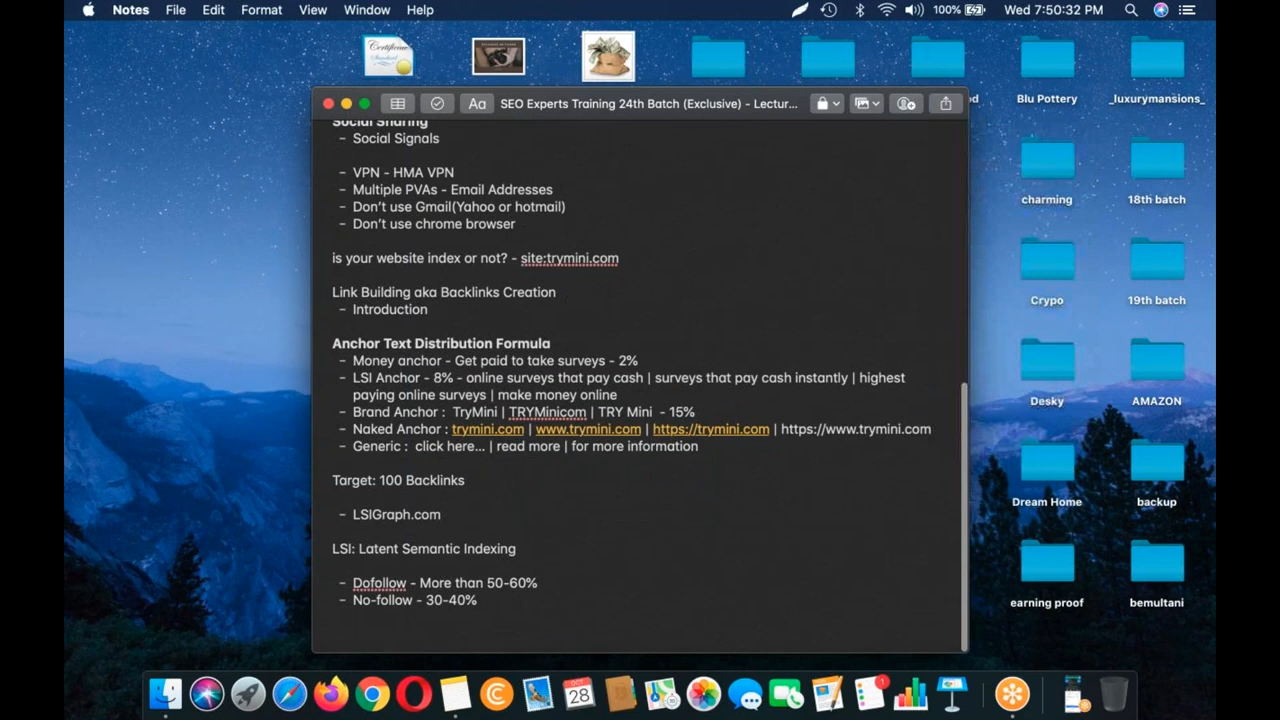 Notes File Edit Format View Window Help 100% Wed 7:50:32 PM
SEO Experts Training 24th Batch (Exclusive) - Lectur...
Aa
Social Sharing
- Social Signals
- VPN - HMA VPN
- Multiple PVAs - Email Addresses
- Don't use Gmail(Yahoo or hotmail)
- Don't use chrome browser
is your website index or not? - site:trymini.com
Link Building aka Backlinks Creation
- Introduction
Anchor Text Distribution Formula
- Money anchor - Get paid to take surveys - 2%
- LSI Anchor - 8% - online surveys that pay cash | surveys that pay cash instantly | highest
paying online surveys | make money online
- Brand Anchor : TryMini | TRYMinicom | TRY Mini - 15%
- Naked Anchor : trymini.com | www.trymini.com | https://trymini.com | https://www.trymini.com
- Generic : click here... | read more | for more information
Target: 100 Backlinks
- LSIGraph.com
LSI: Latent Semantic Indexing
- Dofollow - More than 50-60%
- No-follow - 30-40%
Certificate
Blu Pottery
_luxurymansions_
charming
18th batch
Crypo
19th batch
Desky
AMAZON
Dream Home
backup
earning proof
bemultani
28
1